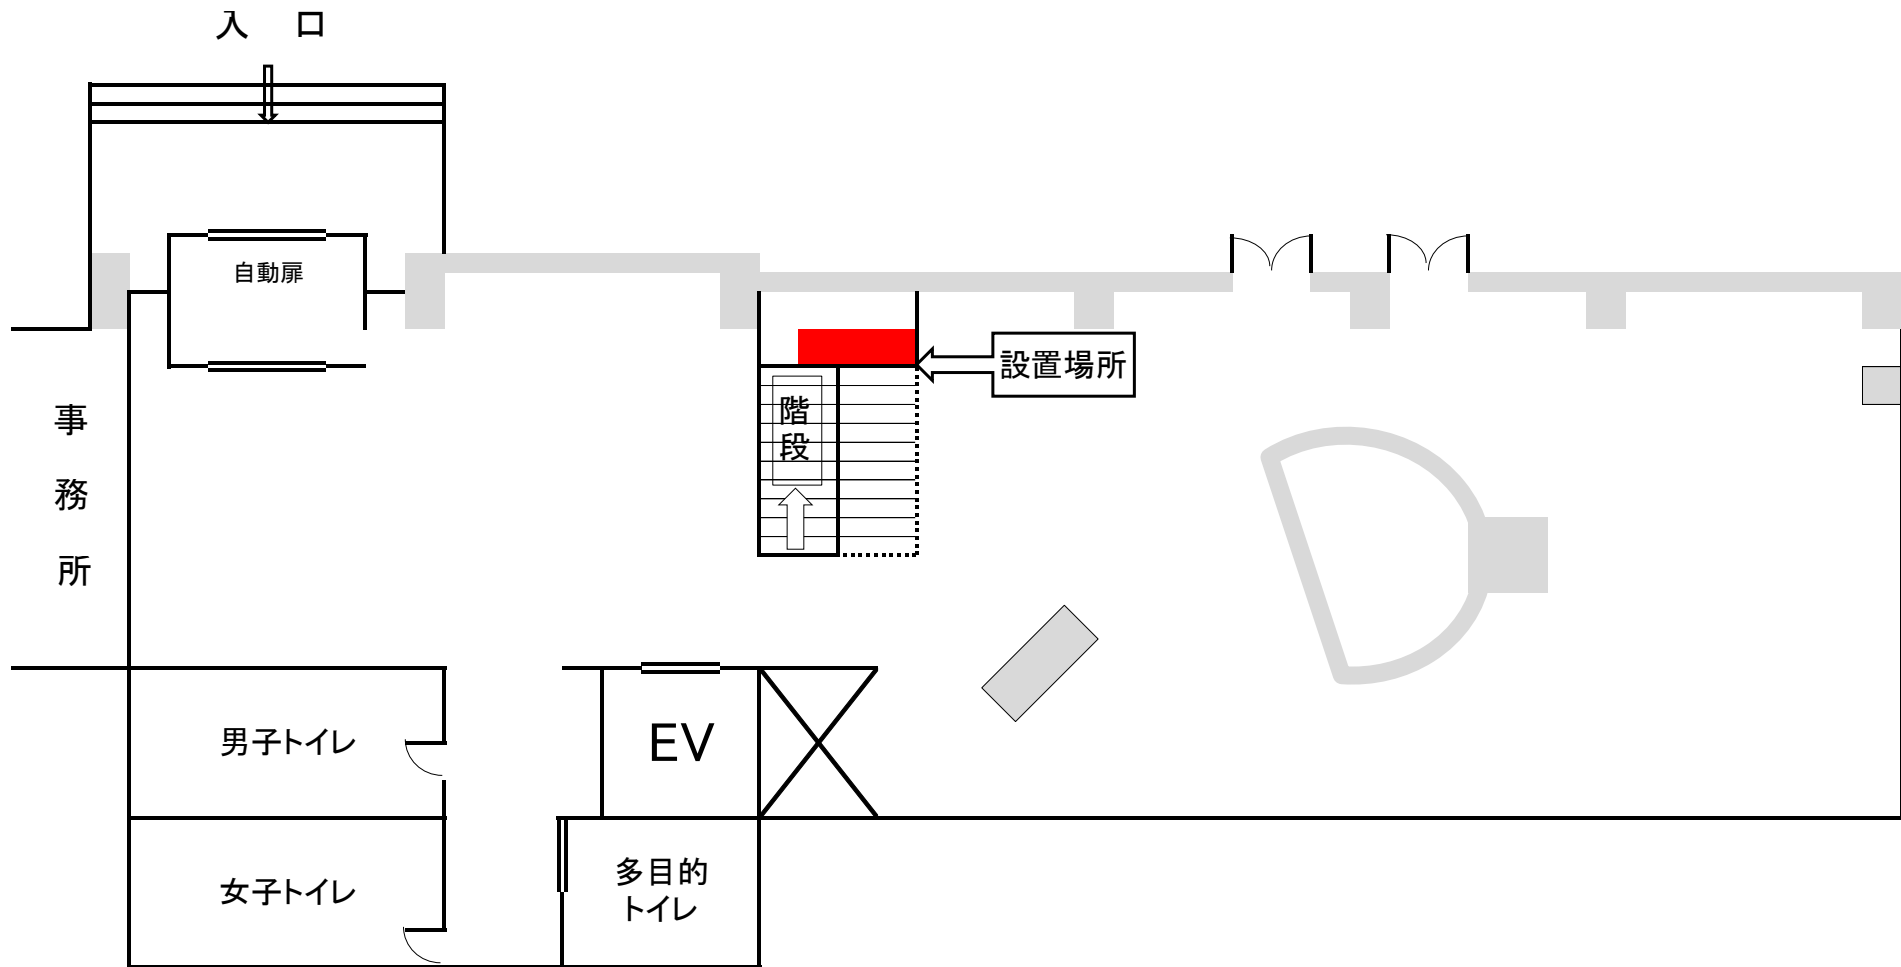 入 口
自動扉
設置場所
階
段
事
務
所
男子トイレ
EV
女子トイレ
多目的
トイレ